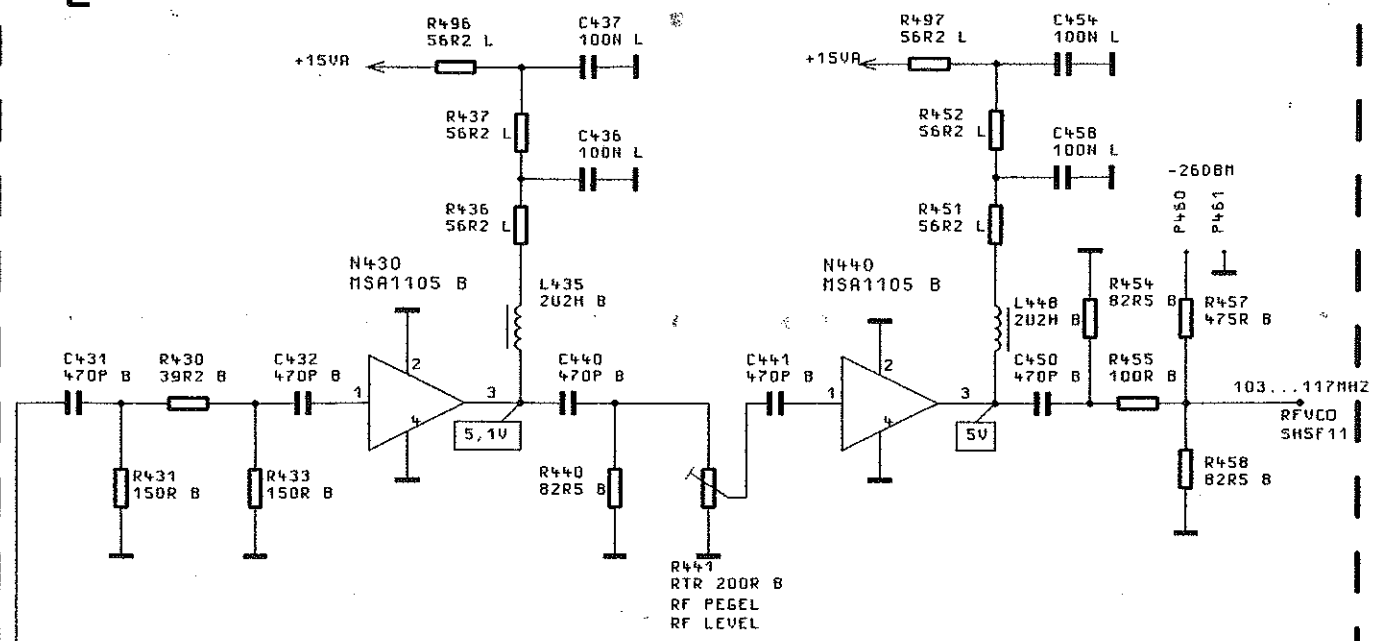 R496
56R2 L
C437
100N L
+15VA
R437
56R2 L
C436
100N L
R436
56R2 L
N430
MSA1105 B
L435
2U2H B
C431
470P B
R430
39R2 B
C432
470P B
1
2
3
4
5,1V
C440
470P B
R431
150R B
R433
150R B
R440
82R5 B
R441
RTR 200R B
RF PEGEL
RF LEVEL
R497
56R2 L
C454
100N L
+15VA
R452
56R2 L
C458
100N L
R451
56R2 L
-26DBM
P460
P461
N440
MSA1105 B
L448
2U2H B
R454
82R5 B
R457
475R B
C441
470P B
1
2
3
4
5V
C450
470P B
R455
100R B
103...117MHZ
RFVCO
SHSF11
R458
82R5 B